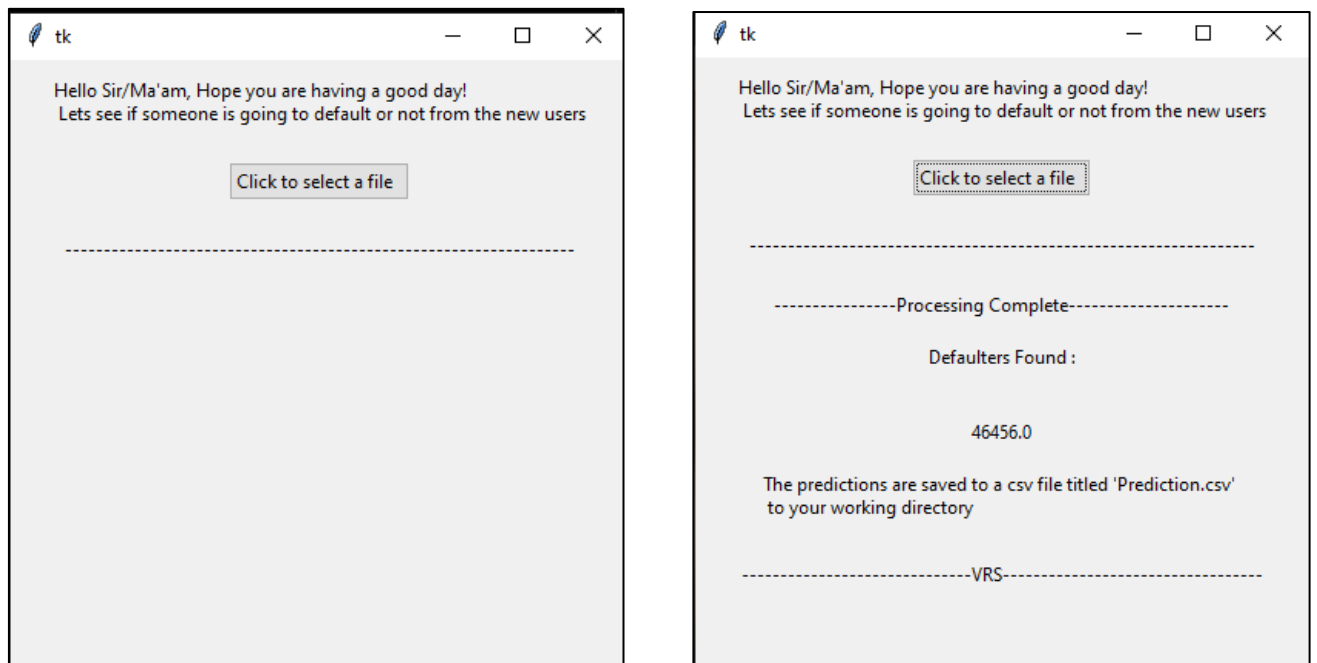 tk
Hello Sir/Ma'am, Hope you are having a good day!
Lets see if someone is going to default or not from the new users
Click to select a file
-------------------------------------------------------------------
tk
Hello Sir/Ma'am, Hope you are having a good day!
Lets see if someone is going to default or not from the new users
Click to select a file
-------------------------------------------------------------------
----------------Processing Complete---------------------
Defaulters Found :
46456.0
The predictions are saved to a csv file titled 'Prediction.csv'
to your working directory
------------------------------VRS----------------------------------